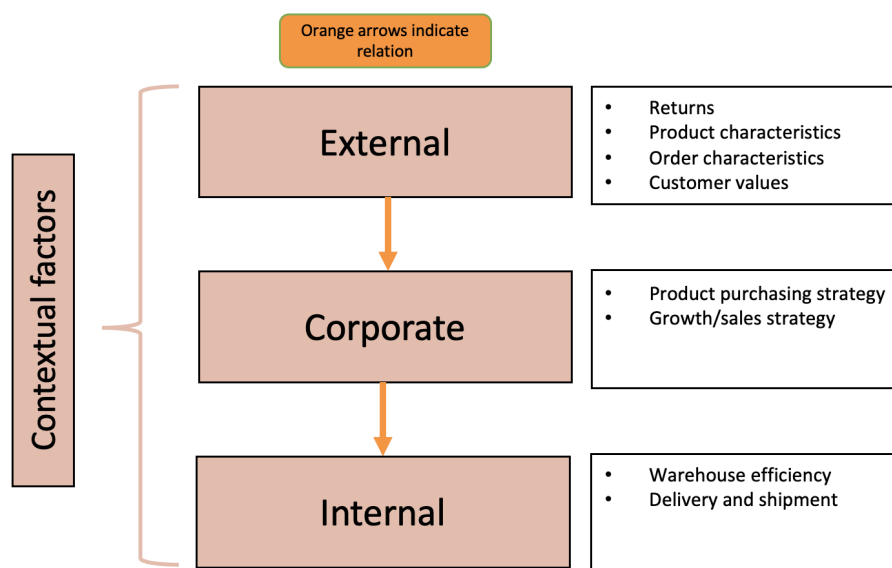 Orange arrows indicate
relation
Contextual factors
External
• Returns
• Product characteristics
• Order characteristics
• Customer values
Corporate
• Product purchasing strategy
• Growth/sales strategy
Internal
• Warehouse efficiency
• Delivery and shipment